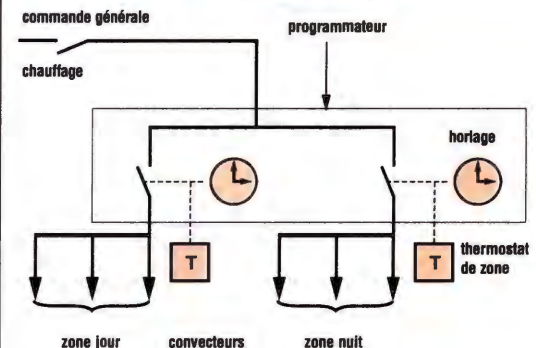 commande générale
programmateur
chauffage
horlage
T
T
thermostat
de zone
zone jour
convecteurs
zone nuit